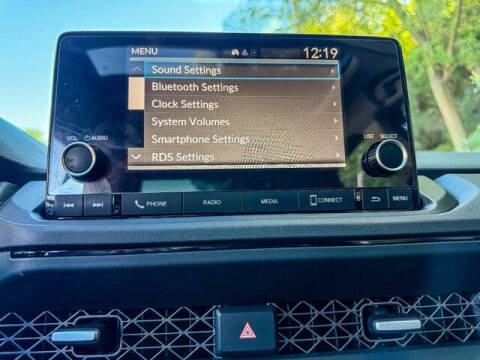 MENU 12:19
Sound Settings
Bluetooth Settings
Clock Settings
System Volumes
Smartphone Settings
RDS Settings
VOL AUDIO
LIST SELECT
PHONE RADIO MEDIA CONNECT MENU